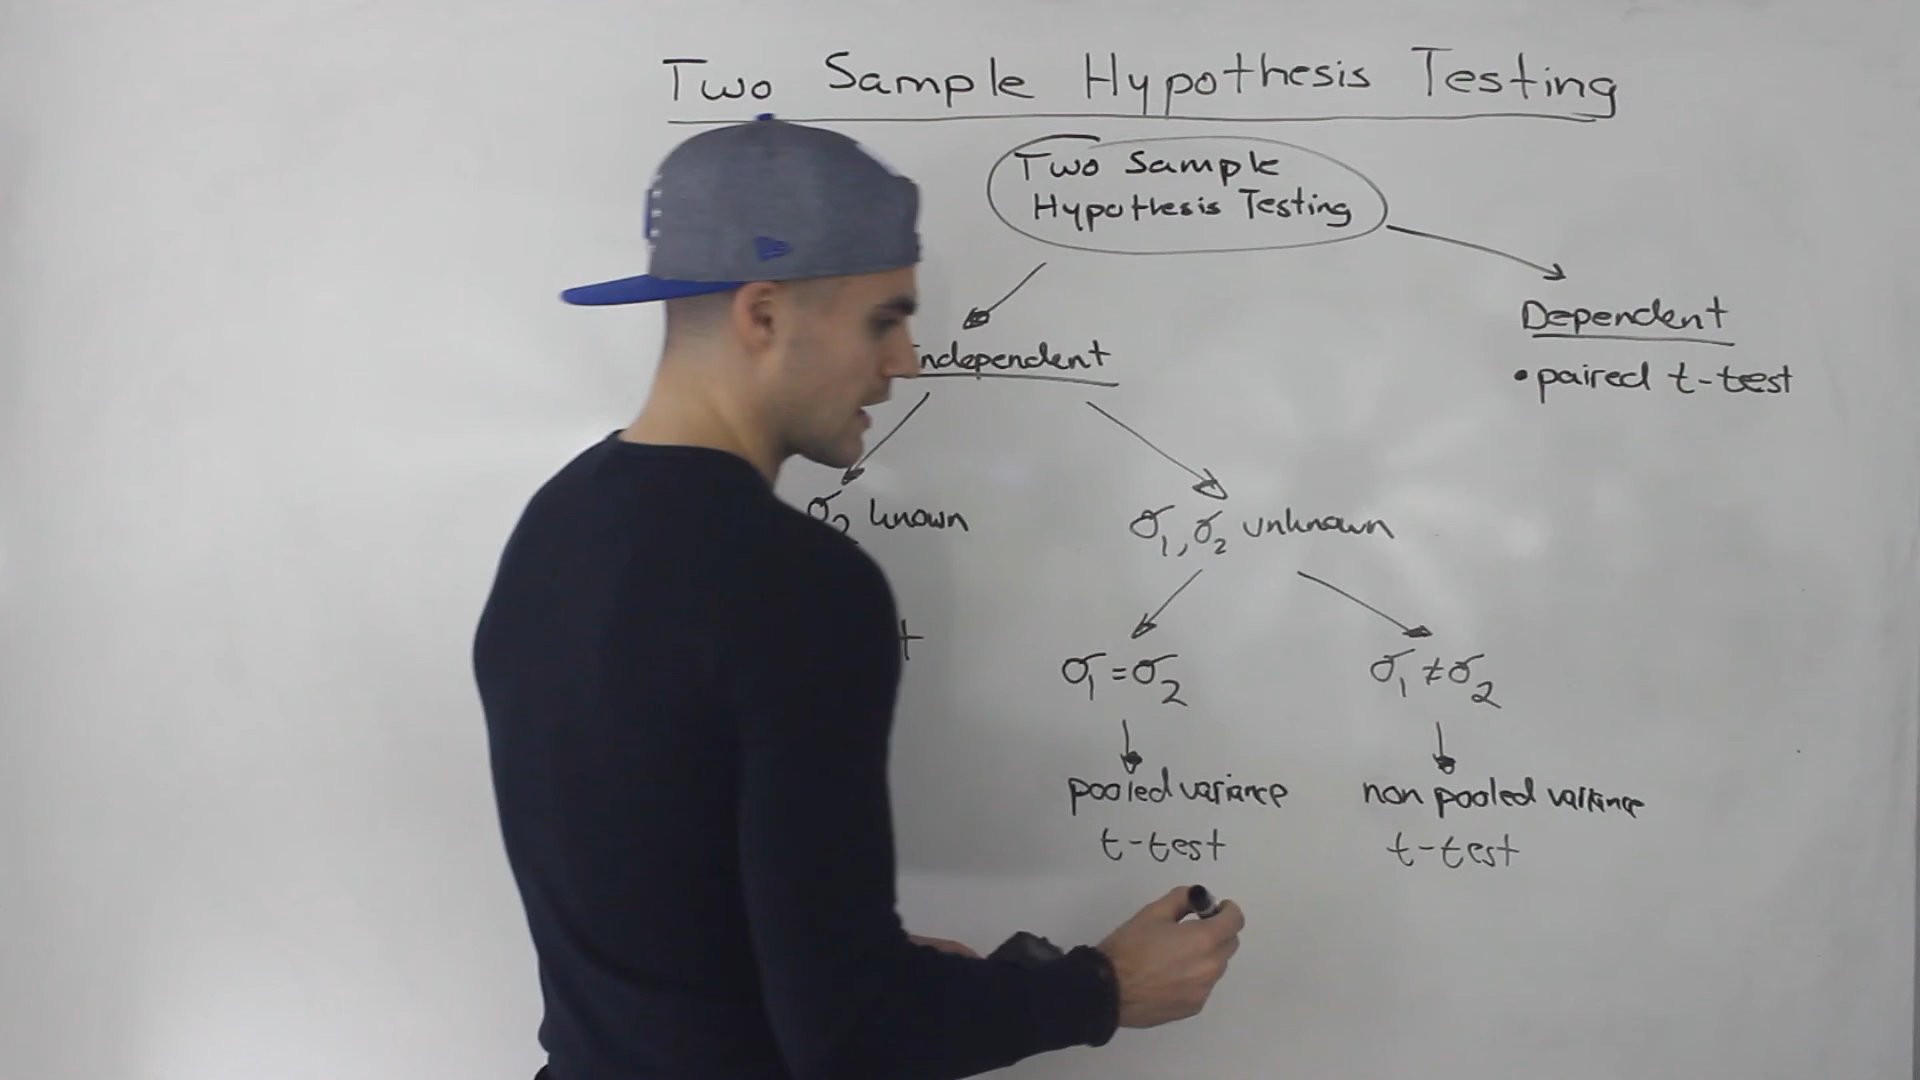 Two Sample Hypothesis Testing
Two Sample
Hypothesis Testing
Dependent
• paired t-test
ndependent
σ2 known
σ1, σ2 unknown
t
σ1 = σ2
σ1 ≠ σ2
pooled variance
t-test
non pooled variance
t-test